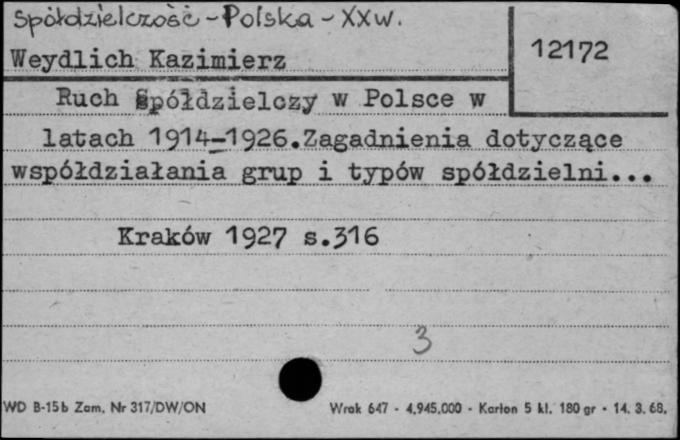 Spółdzielczość - Polska - XX w.
Weydlich Kazimierz
12172
Ruch Spółdzielczy w Polsce w
latach 1914-1926.Zagadnienia dotyczące
współdziałania grup i typów spółdzielni...
Kraków 1927 s.316
3
WD B-15b Zam. Nr 317/DW/ON
Wrak 647 - 4.945.000 - Karton 5 kl. 180 gr - 14. 3. 68.